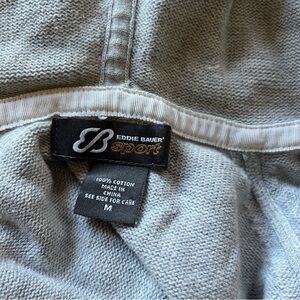 EB EDDIE BAUER
sport
100% COTTON
MADE IN
CHINA
SEE SIDE FOR CARE
M